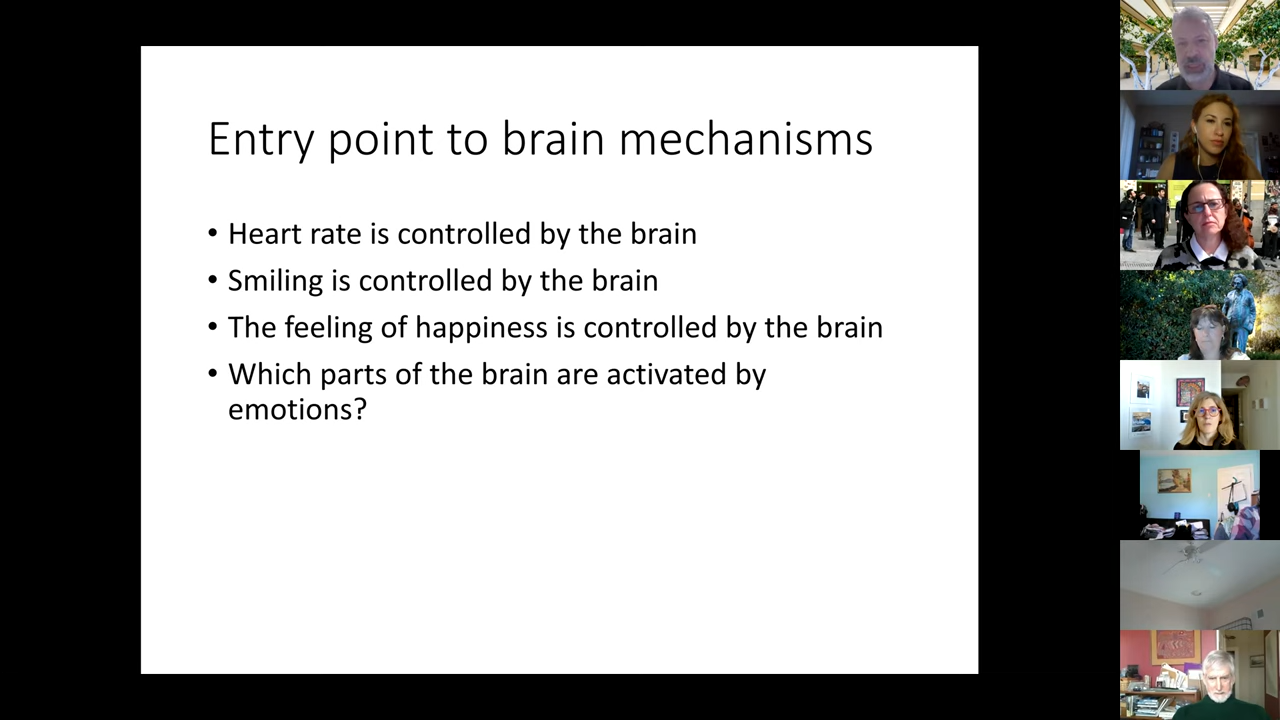 Entry point to brain mechanisms
• Heart rate is controlled by the brain
• Smiling is controlled by the brain
• The feeling of happiness is controlled by the brain
• Which parts of the brain are activated by
emotions?